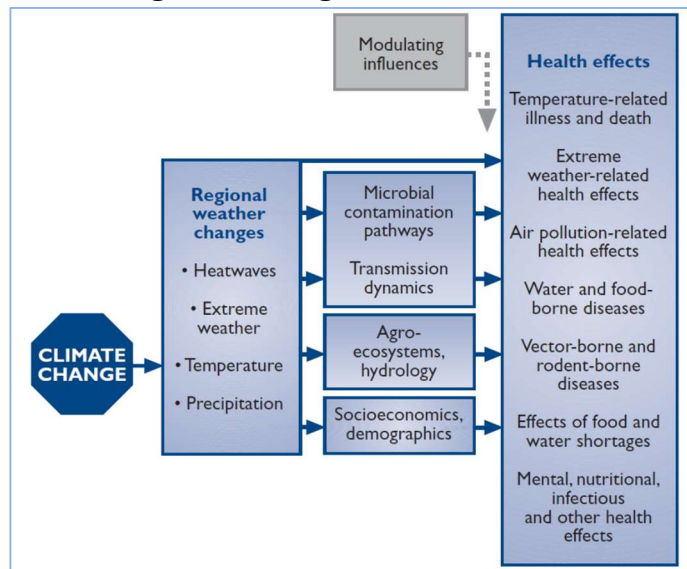 Modulating
influences
Health effects
Temperature-related
illness and death
Extreme
weather-related
health effects
Air pollution-related
health effects
Water and food-
borne diseases
Vector-borne and
rodent-borne
diseases
Effects of food and
water shortages
Mental, nutritional,
infectious
and other health
effects
Regional
weather
changes
• Heatwaves
• Extreme
weather
• Temperature
• Precipitation
Microbial
contamination
pathways
Transmission
dynamics
Agro-
ecosystems,
hydrology
Socioeconomics,
demographics
CLIMATE
CHANGE